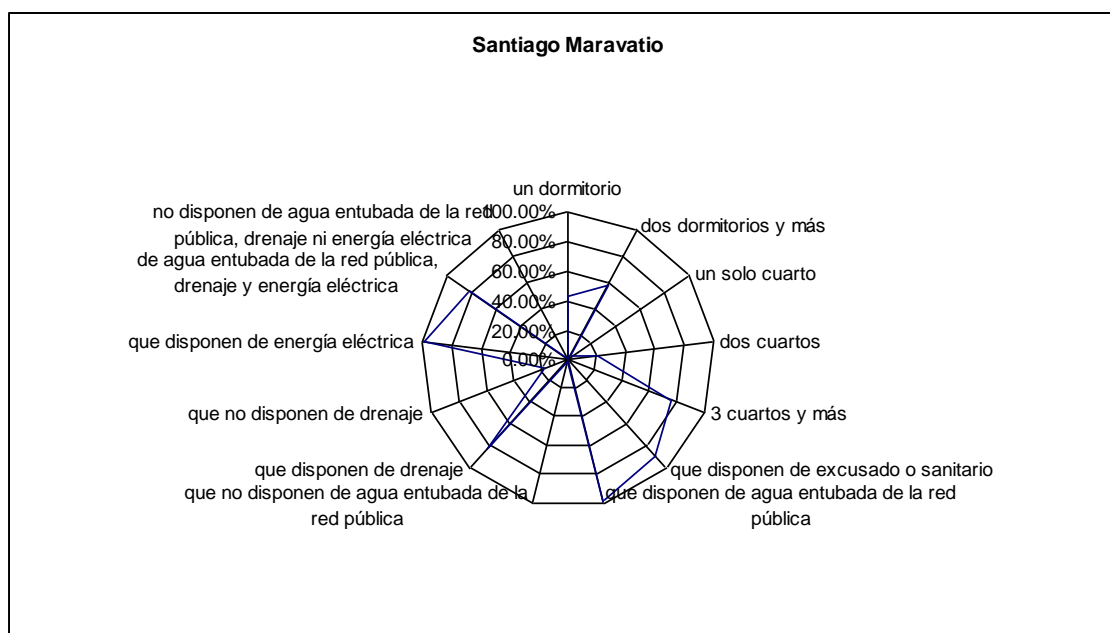 Santiago Maravatio
un dormitorio
100.00%
80.00%
60.00%
40.00%
20.00%
0.00%
dos dormitorios y más
un solo cuarto
dos cuartos
3 cuartos y más
que disponen de excusado o sanitario
que disponen de agua entubada de la red
pública
que no disponen de agua entubada de la
red pública
que disponen de drenaje
que no disponen de drenaje
que disponen de energía eléctrica
de agua entubada de la red pública,
drenaje y energía eléctrica
no disponen de agua entubada de la red
pública, drenaje ni energía eléctrica